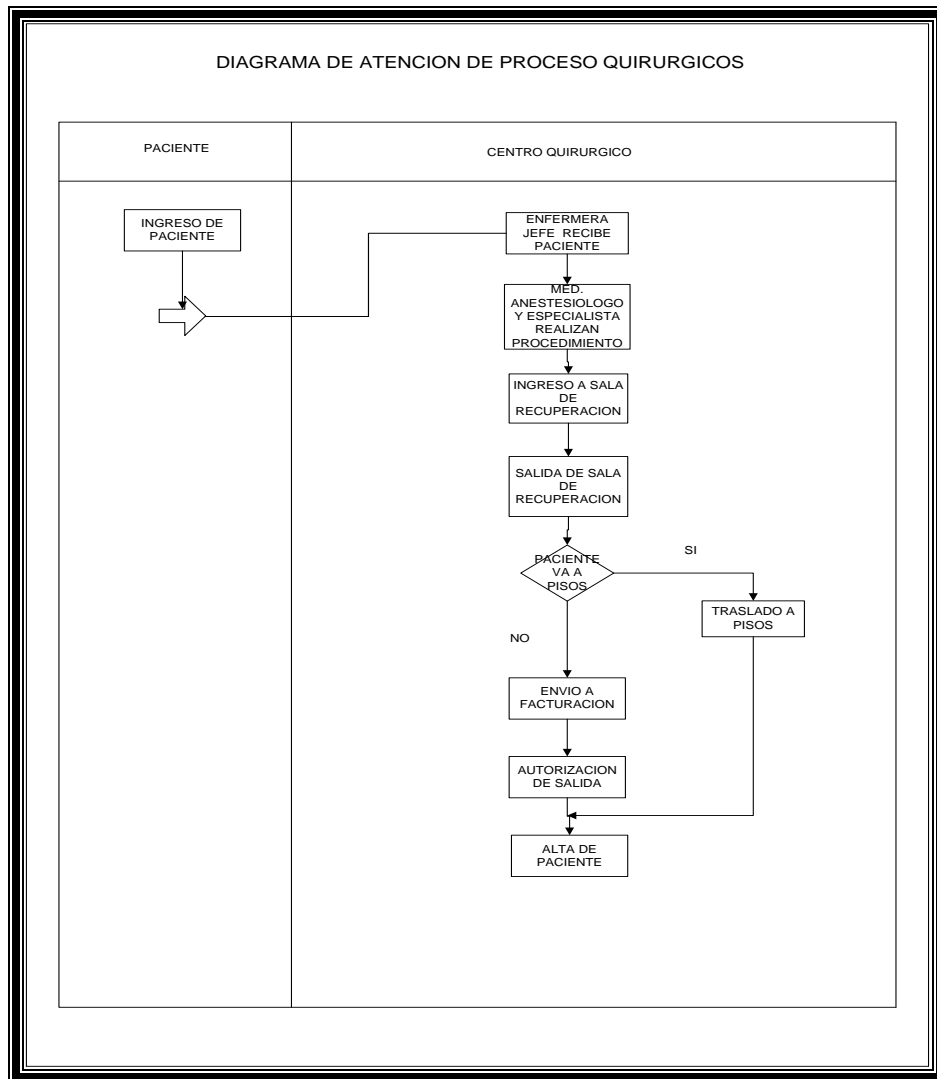 DIAGRAMA DE ATENCION DE PROCESO QUIRURGICOS
PACIENTE
CENTRO QUIRURGICO
INGRESO DE
PACIENTE
ENFERMERA
JEFE RECIBE
PACIENTE
MED.
ANESTESIOLOGO
Y ESPECIALISTA
REALIZAN
PROCEDIMIENTO
INGRESO A SALA
DE
RECUPERACION
SALIDA DE SALA
DE
RECUPERACION
PACIENTE
VA A
PISOS
SI
TRASLADO A
PISOS
NO
ENVIO A
FACTURACION
AUTORIZACION
DE SALIDA
ALTA DE
PACIENTE